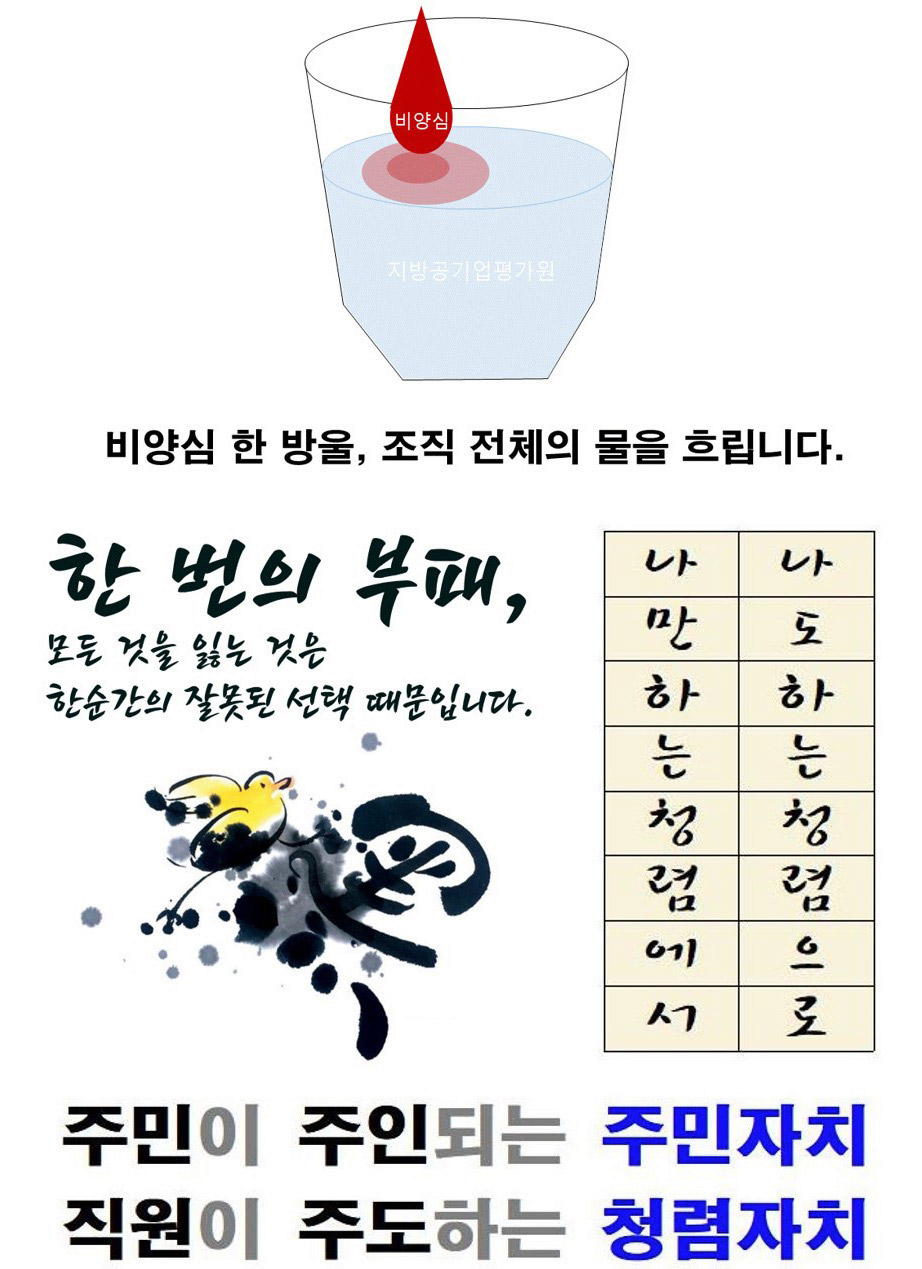 비양심
지방공기업평가원
비양심 한 방울, 조직 전체의 물을 흐립니다.
한 번의 부패,
모든 것을 잃는 것은
한순간의 잘못된 선택 때문입니다.
나만하는청렴에서
나도하는청렴으로
주민이 주인되는 주민자치
직원이 주도하는 청렴자치